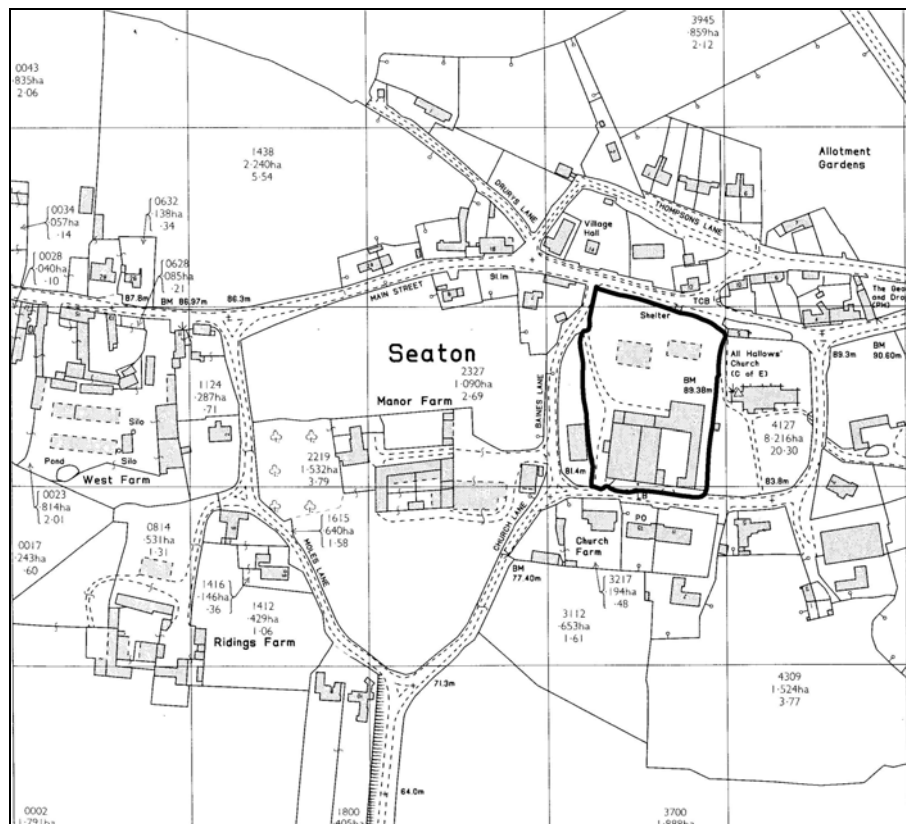 3945
·859ha
2·12
0043
·835ha
2·06
1438
2·240ha
5·54
Allotment
Gardens
DRURYS LANE
THOMPSONS LANE
Village
Hall
0034
·057ha
·14
0632
·138ha
·34
0028
·040ha
·10
0628
·085ha
·21
87.8m
BM 86.97m
86.3m
MAIN STREET
91.1m
TCB
Shelter
(PH)
Seaton
2327
1·090ha
2·69
Manor Farm
BAINES LANE
BM
89.38m
All Hallows'
Church
(C of E)
89.3m
BM
90.60m
1124
·287ha
·71
Silo
Silo
Pond
West Farm
2219
1·532ha
3·79
81.4m
4127
8·216ha
20·30
83.8m
LB
PO
Church
Farm
CHURCH LANE
BM
77.40m
0023
·814ha
2·01
0017
·243ha
·60
0814
·531ha
1·31
1615
·640ha
1·58
HOLES LANE
1416
·146ha
·36
1412
·429ha
1·06
Ridings Farm
3217
·194ha
·48
3112
·653ha
1·61
71.3m
4309
1·524ha
3·77
64.0m
0002
1·791ha
1800
3700